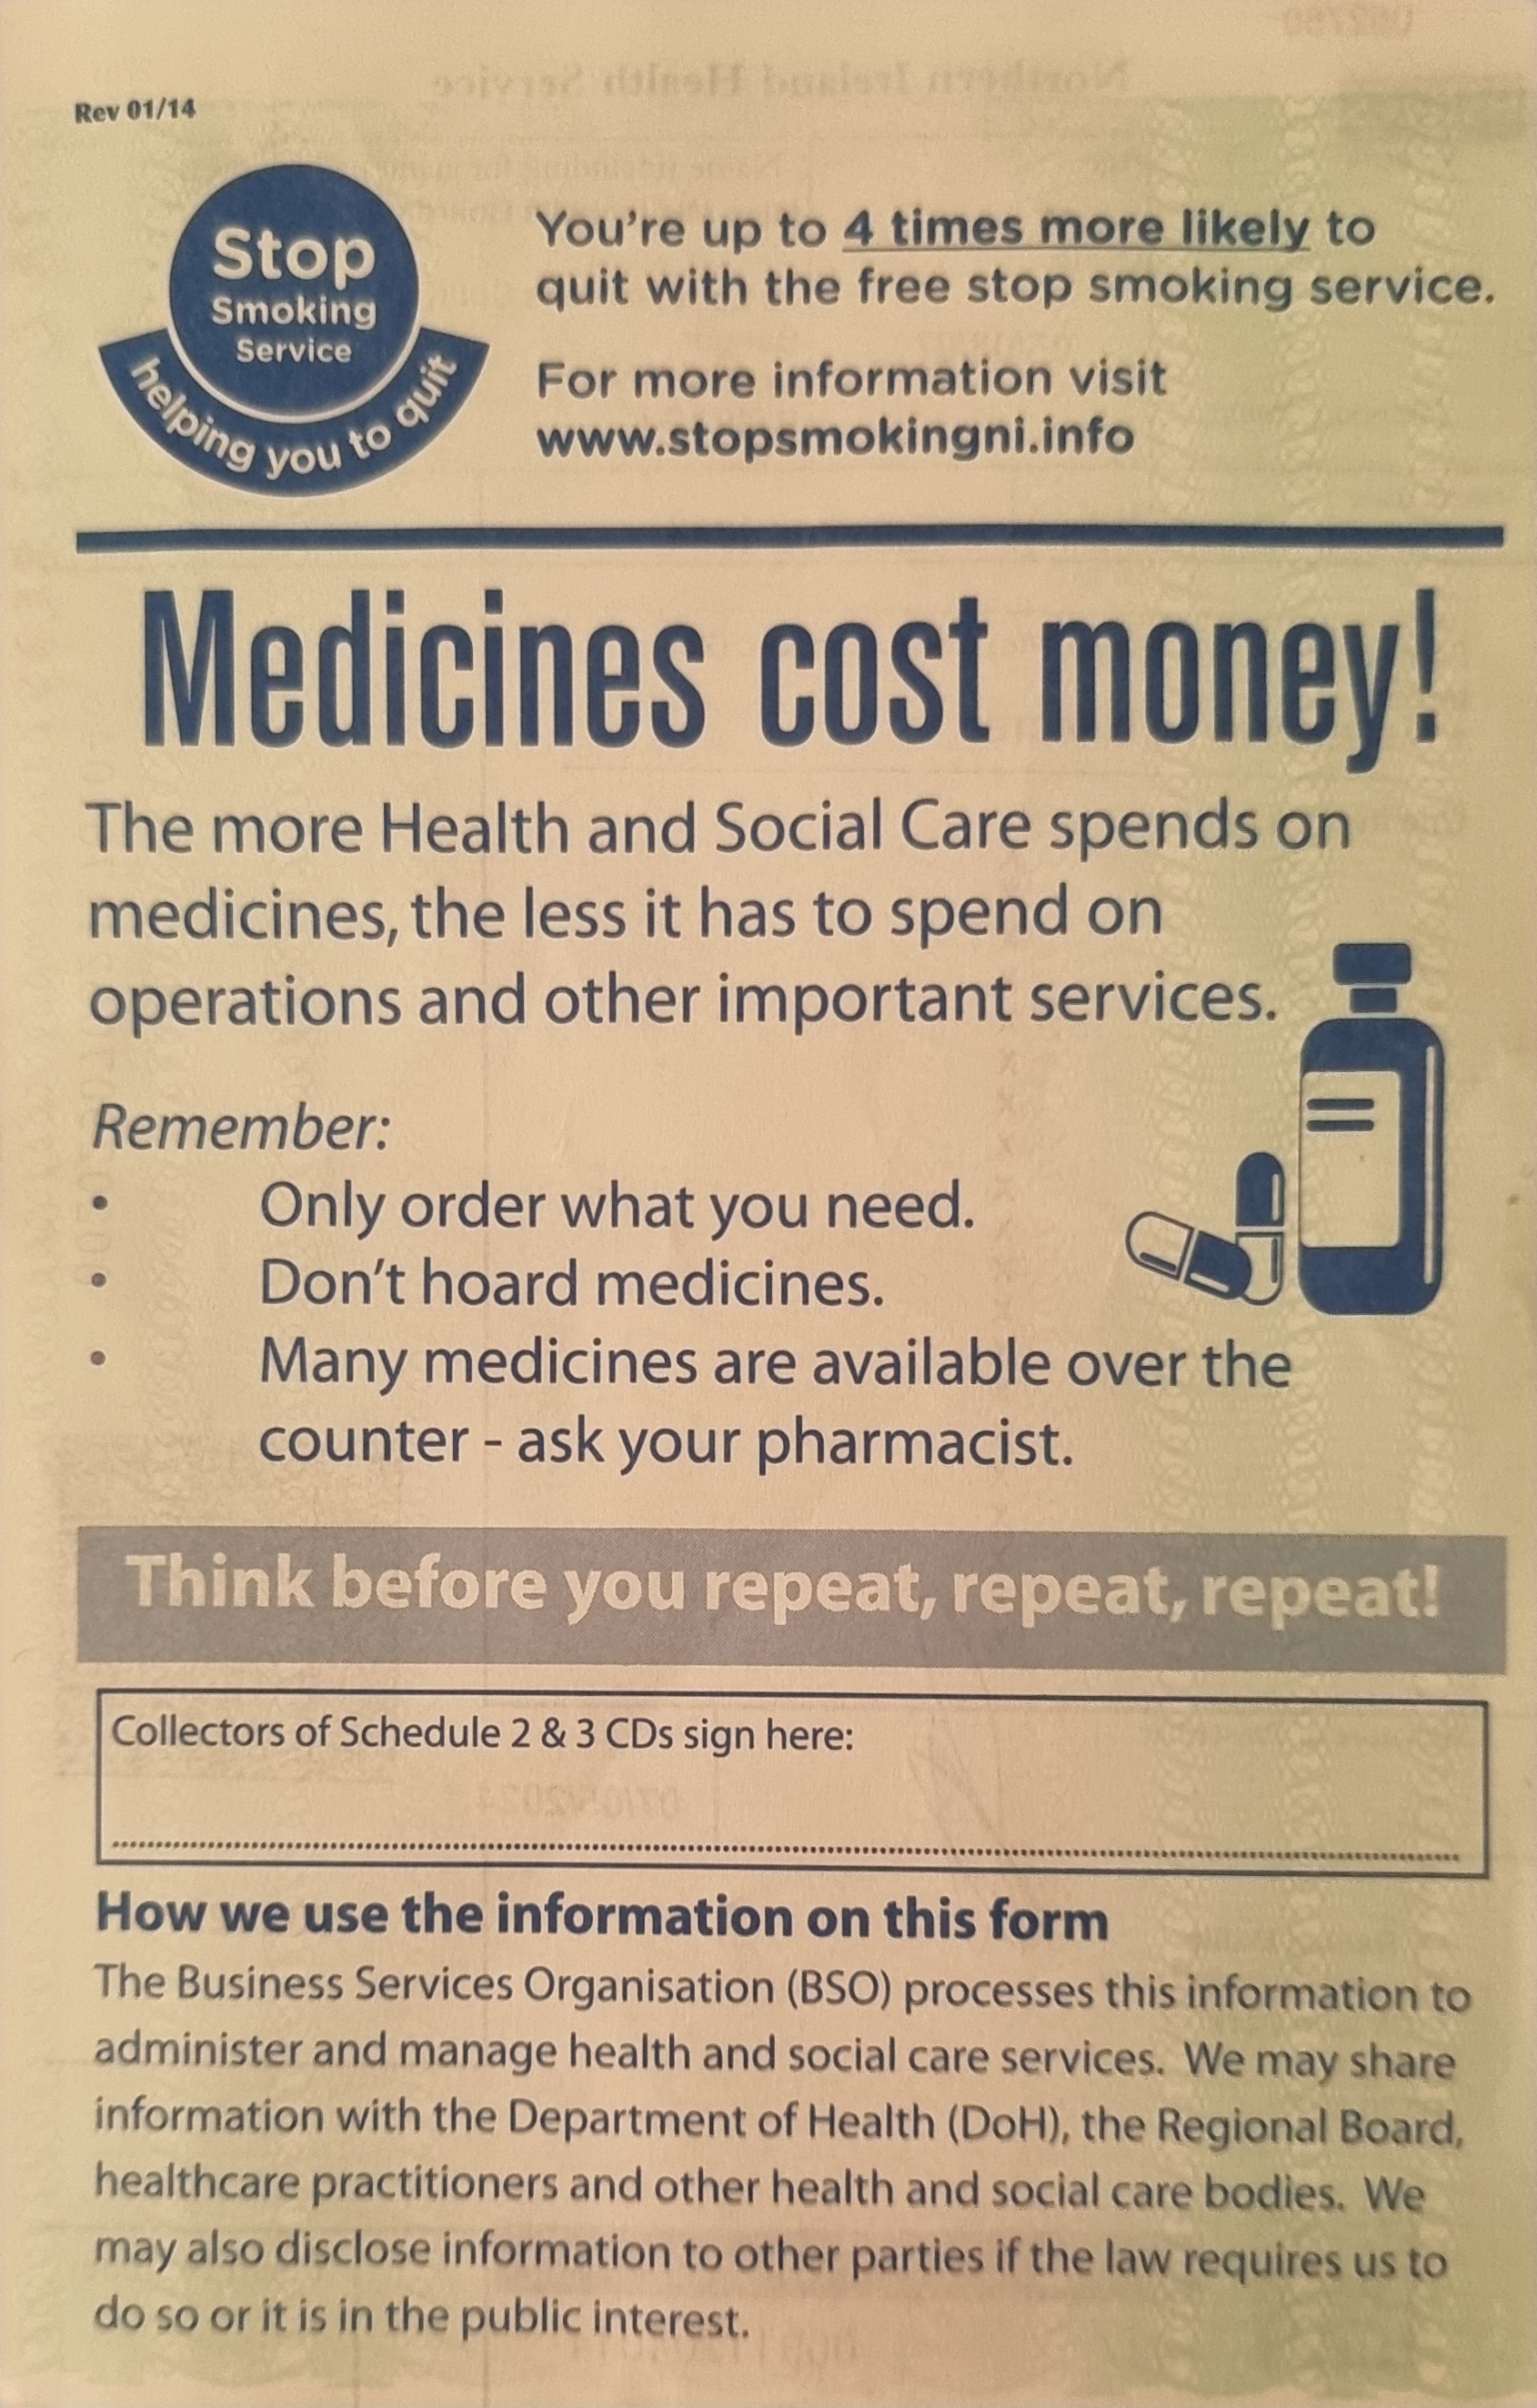 Rev 01/14
Stop
Smoking
Service
helping you to quit
You're up to 4 times more likely to
quit with the free stop smoking service.
For more information visit
www.stopsmokingni.info
Medicines cost money!
The more Health and Social Care spends on
medicines, the less it has to spend on
operations and other important services.
Remember:
• Only order what you need.
• Don't hoard medicines.
• Many medicines are available over the
counter - ask your pharmacist.
Think before you repeat, repeat, repeat!
Collectors of Schedule 2 & 3 CDs sign here:
How we use the information on this form
The Business Services Organisation (BSO) processes this information to
administer and manage health and social care services. We may share
information with the Department of Health (DoH), the Regional Board,
healthcare practitioners and other health and social care bodies. We
may also disclose information to other parties if the law requires us to
do so or it is in the public interest.